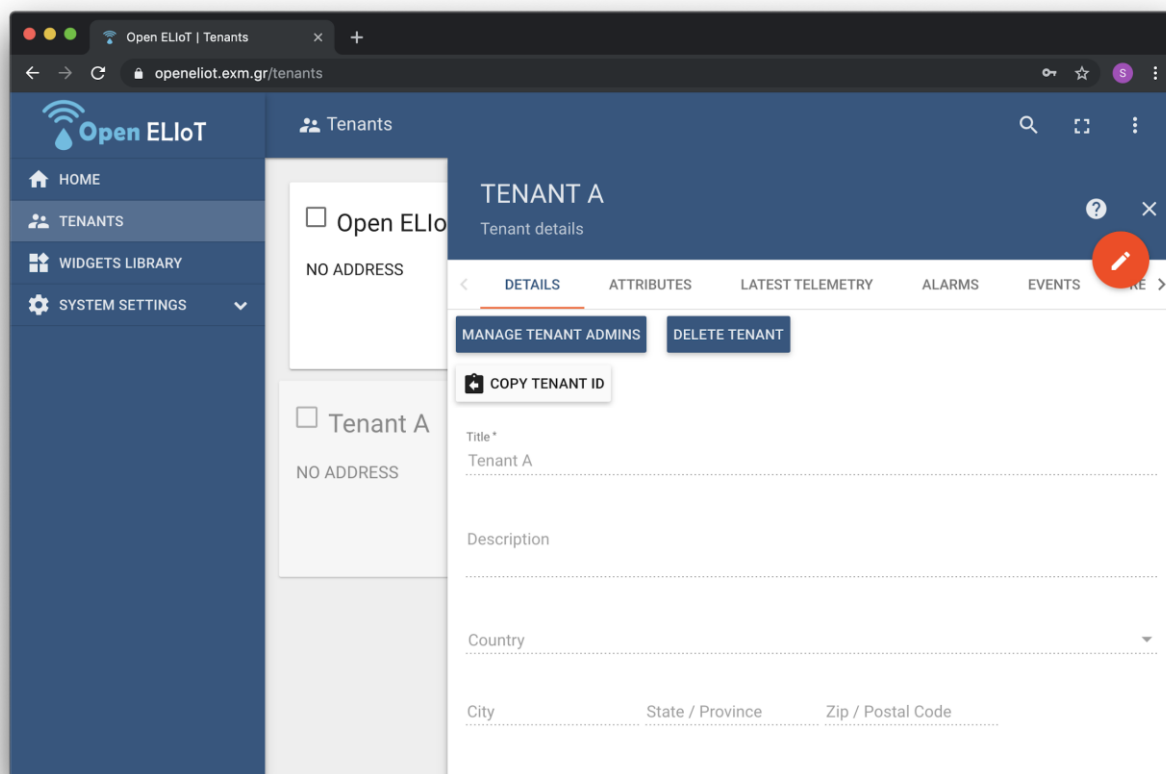 Open ELIoT | Tenants
openeliot.exm.gr/tenants
S
Open ELIoT
Tenants
HOME
TENANTS
WIDGETS LIBRARY
SYSTEM SETTINGS
Open ELIo
NO ADDRESS
Tenant A
NO ADDRESS
TENANT A
Tenant details
DETAILS ATTRIBUTES LATEST TELEMETRY ALARMS EVENTS RE
MANAGE TENANT ADMINS DELETE TENANT
COPY TENANT ID
Title *
Tenant A
Description
Country
City State / Province Zip / Postal Code